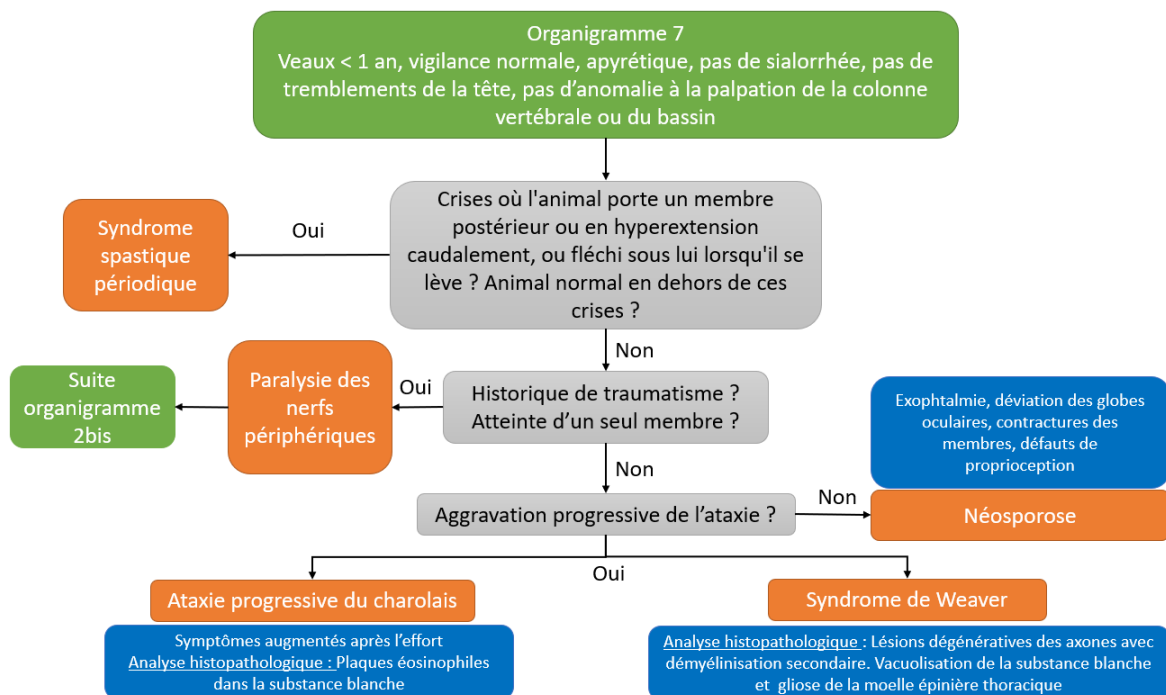 Organigramme 7
Veaux < 1 an, vigilance normale, apyrétique, pas de sialorrhée, pas de
tremblements de la tête, pas d'anomalie à la palpation de la colonne
vertébrale ou du bassin
Crises où l'animal porte un membre
postérieur ou en hyperextension
caudalement, ou fléchi sous lui lorsqu'il se
lève ? Animal normal en dehors de ces
crises ?
Oui
Syndrome
spastique
périodique
Non
Historique de traumatisme ?
Atteinte d'un seul membre ?
Oui
Paralysie des
nerfs
périphériques
Suite
organigramme
2bis
Non
Aggravation progressive de l'ataxie ?
Non
Exophtalmie, déviation des globes
oculaires, contractures des
membres, défauts de
proprioception
Néosporose
Oui
Ataxie progressive du charolais
Symptômes augmentés après l'effort
Analyse histopathologique : Plaques éosinophiles
dans la substance blanche
Syndrome de Weaver
Analyse histopathologique : Lésions dégénératives des axones avec
démyélinisation secondaire. Vacuolisation de la substance blanche
et gliose de la moelle épinière thoracique